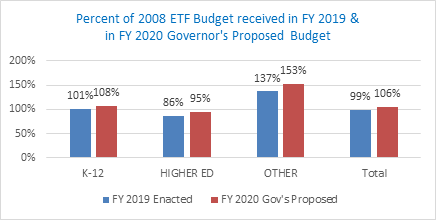 Percent of 2008 ETF Budget received in FY 2019 &
in FY 2020 Governor's Proposed Budget
200%
150%
100%
50%
0%
101% 108%
86% 95%
137% 153%
99% 106%
K-12 HIGHER ED OTHER Total
FY 2019 Enacted FY 2020 Gov's Proposed